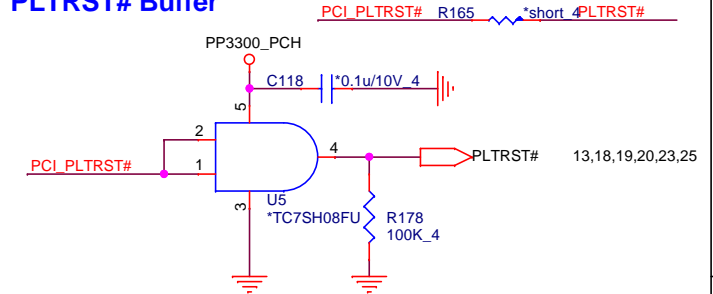 PLTRST# Buffer
PCI_PLTRST# R165 *short_4 PLTRST#
PP3300_PCH
C118 *0.1u/10V_4
5
2
4
PCI_PLTRST# 1 PLTRST# 13,18,19,20,23,25
3 U5
*TC7SH08FU R178
100K_4